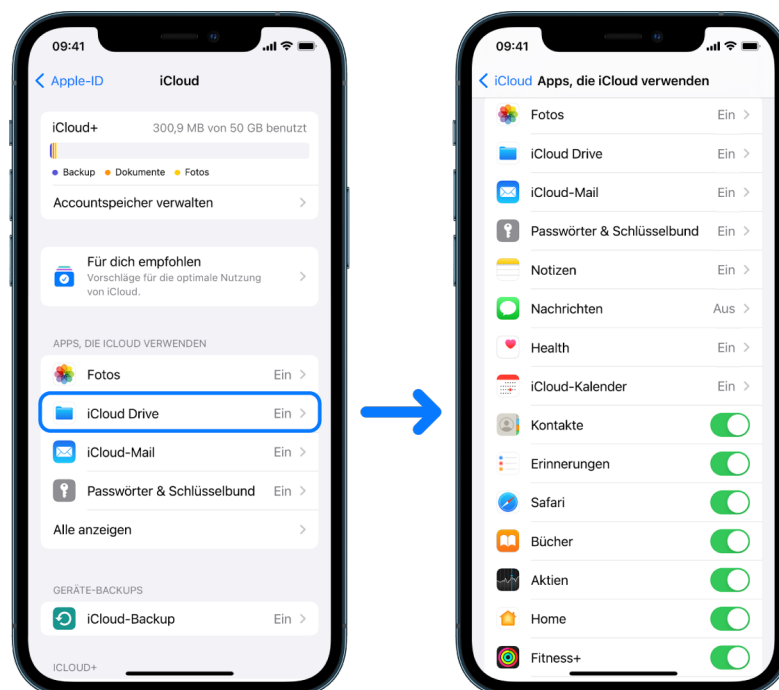 09:41
Apple-ID iCloud
iCloud+ 300,9 MB von 50 GB benutzt
Backup Dokumente Fotos
Accountspeicher verwalten
Für dich empfohlen
Vorschläge für die optimale Nutzung
von iCloud.
APPS, DIE ICLOUD VERWENDEN
Fotos Ein
iCloud Drive Ein
iCloud-Mail Ein
Passwörter & Schlüsselbund Ein
Alle anzeigen
GERÄTE-BACKUPS
iCloud-Backup Ein
ICLOUD+
09:41
iCloud Apps, die iCloud verwenden
Fotos Ein
iCloud Drive Ein
iCloud-Mail Ein
Passwörter & Schlüsselbund Ein
Notizen Ein
Nachrichten Aus
Health Ein
iCloud-Kalender Ein
Kontakte
Erinnerungen
Safari
Bücher
Aktien
Home
Fitness+